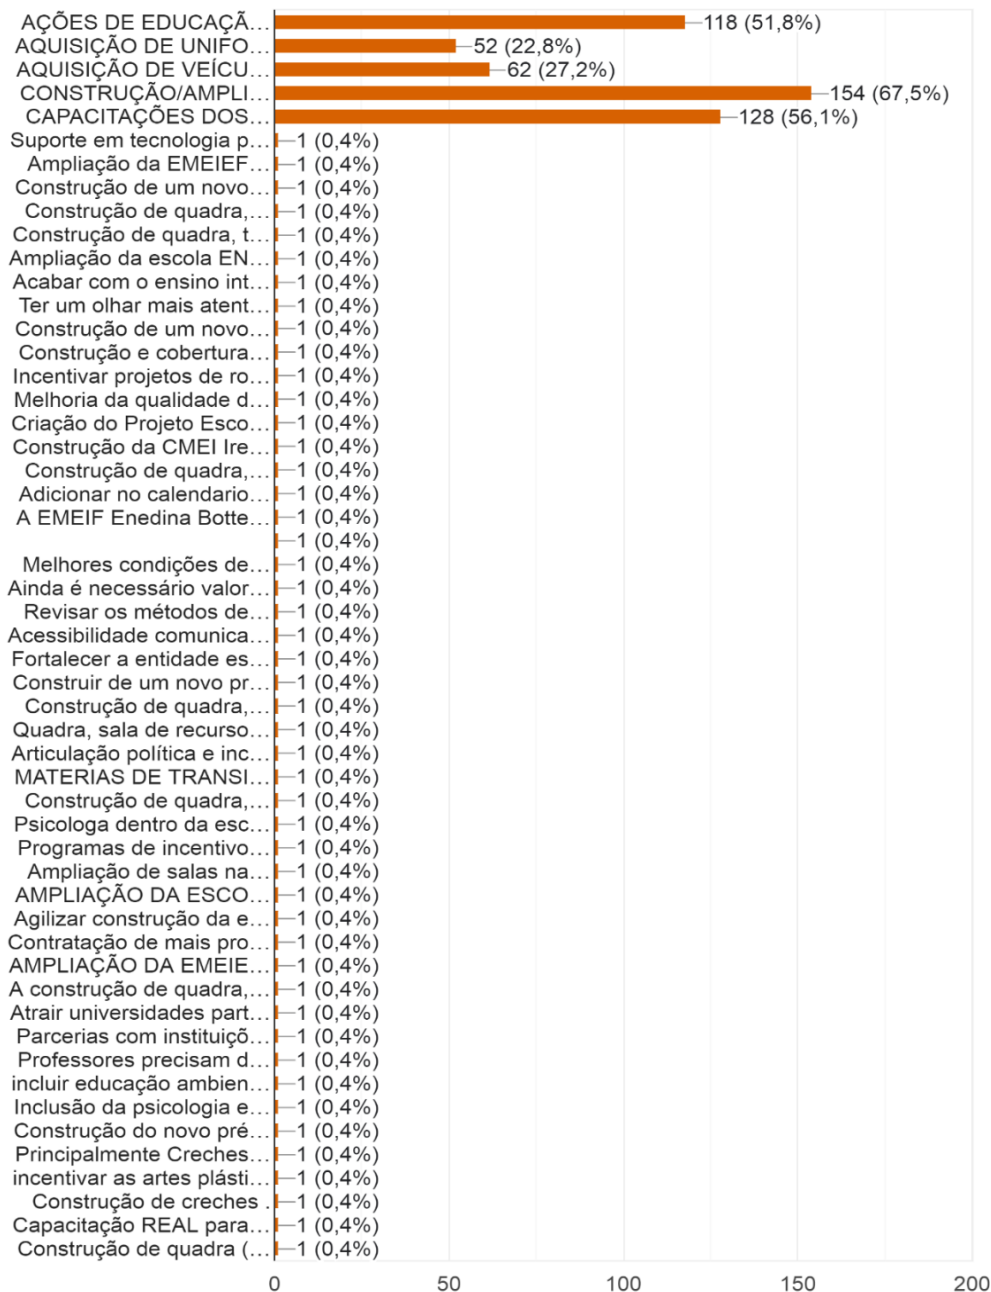 AÇÕES DE EDUCAÇÃ… 118 (51,8%)
AQUISIÇÃO DE UNIFO… 52 (22,8%)
AQUISIÇÃO DE VEÍCU… 62 (27,2%)
CONSTRUÇÃO/AMPLI… 154 (67,5%)
CAPACITAÇÕES DOS… 128 (56,1%)
Suporte em tecnologia p… 1 (0,4%)
Ampliação da EMEIEF… 1 (0,4%)
Construção de um novo… 1 (0,4%)
Construção de quadra,… 1 (0,4%)
Construção de quadra, t… 1 (0,4%)
Ampliação da escola EN… 1 (0,4%)
Acabar com o ensino int… 1 (0,4%)
Ter um olhar mais atent… 1 (0,4%)
Construção de um novo… 1 (0,4%)
Construção e cobertura… 1 (0,4%)
Incentivar projetos de ro… 1 (0,4%)
Melhoria da qualidade d… 1 (0,4%)
Criação do Projeto Esco… 1 (0,4%)
Construção da CMEI Ire… 1 (0,4%)
Construção de quadra,… 1 (0,4%)
Adicionar no calendario… 1 (0,4%)
A EMEIF Enedina Botte… 1 (0,4%)
1 (0,4%)
Melhores condições de… 1 (0,4%)
Ainda é necessário valor… 1 (0,4%)
Revisar os métodos de… 1 (0,4%)
Acessibilidade comunica… 1 (0,4%)
Fortalecer a entidade es… 1 (0,4%)
Construir de um novo pr… 1 (0,4%)
Construção de quadra,… 1 (0,4%)
Quadra, sala de recurso… 1 (0,4%)
Articulação política e inc… 1 (0,4%)
MATERIAS DE TRANSI… 1 (0,4%)
Construção de quadra,… 1 (0,4%)
Psicologa dentro da esc… 1 (0,4%)
Programas de incentivo… 1 (0,4%)
Ampliação de salas na… 1 (0,4%)
AMPLIAÇÃO DA ESCO… 1 (0,4%)
Agilizar construção da e… 1 (0,4%)
Contratação de mais pro… 1 (0,4%)
AMPLIAÇÃO DA EMEIE… 1 (0,4%)
A construção de quadra,… 1 (0,4%)
Atrair universidades part… 1 (0,4%)
Parcerias com instituiçõ… 1 (0,4%)
Professores precisam d… 1 (0,4%)
incluir educação ambien… 1 (0,4%)
Inclusão da psicologia e… 1 (0,4%)
Construção do novo pré… 1 (0,4%)
Principalmente Creches… 1 (0,4%)
incentivar as artes plásti… 1 (0,4%)
Construção de creches . 1 (0,4%)
Capacitação REAL para… 1 (0,4%)
Construção de quadra (… 1 (0,4%)
0 50 100 150 200